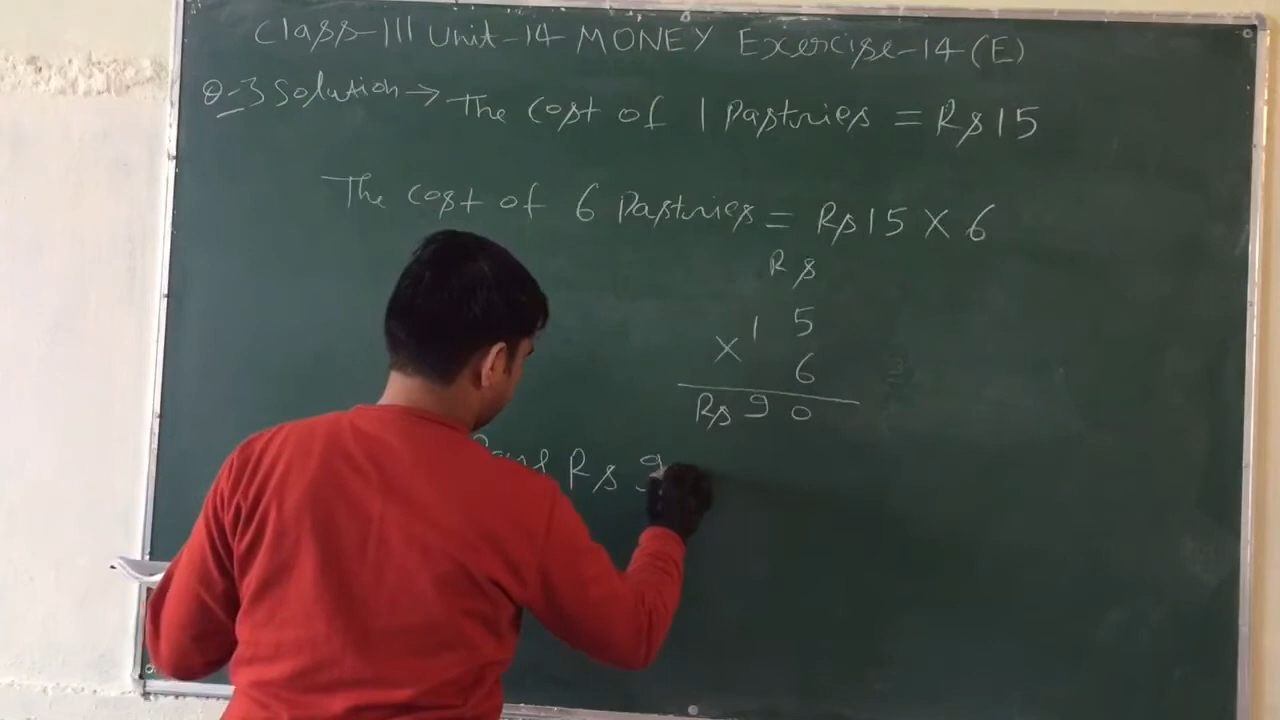 Class-III Unit-14 MONEY Exercise-14(E)
Q-3 Solution → The Cost of 1 Pastries = Rs 15
The cost of 6 Pastries = Rs 15 × 6
Rs
1 5
× 6
Rs 9 0
Rs 9